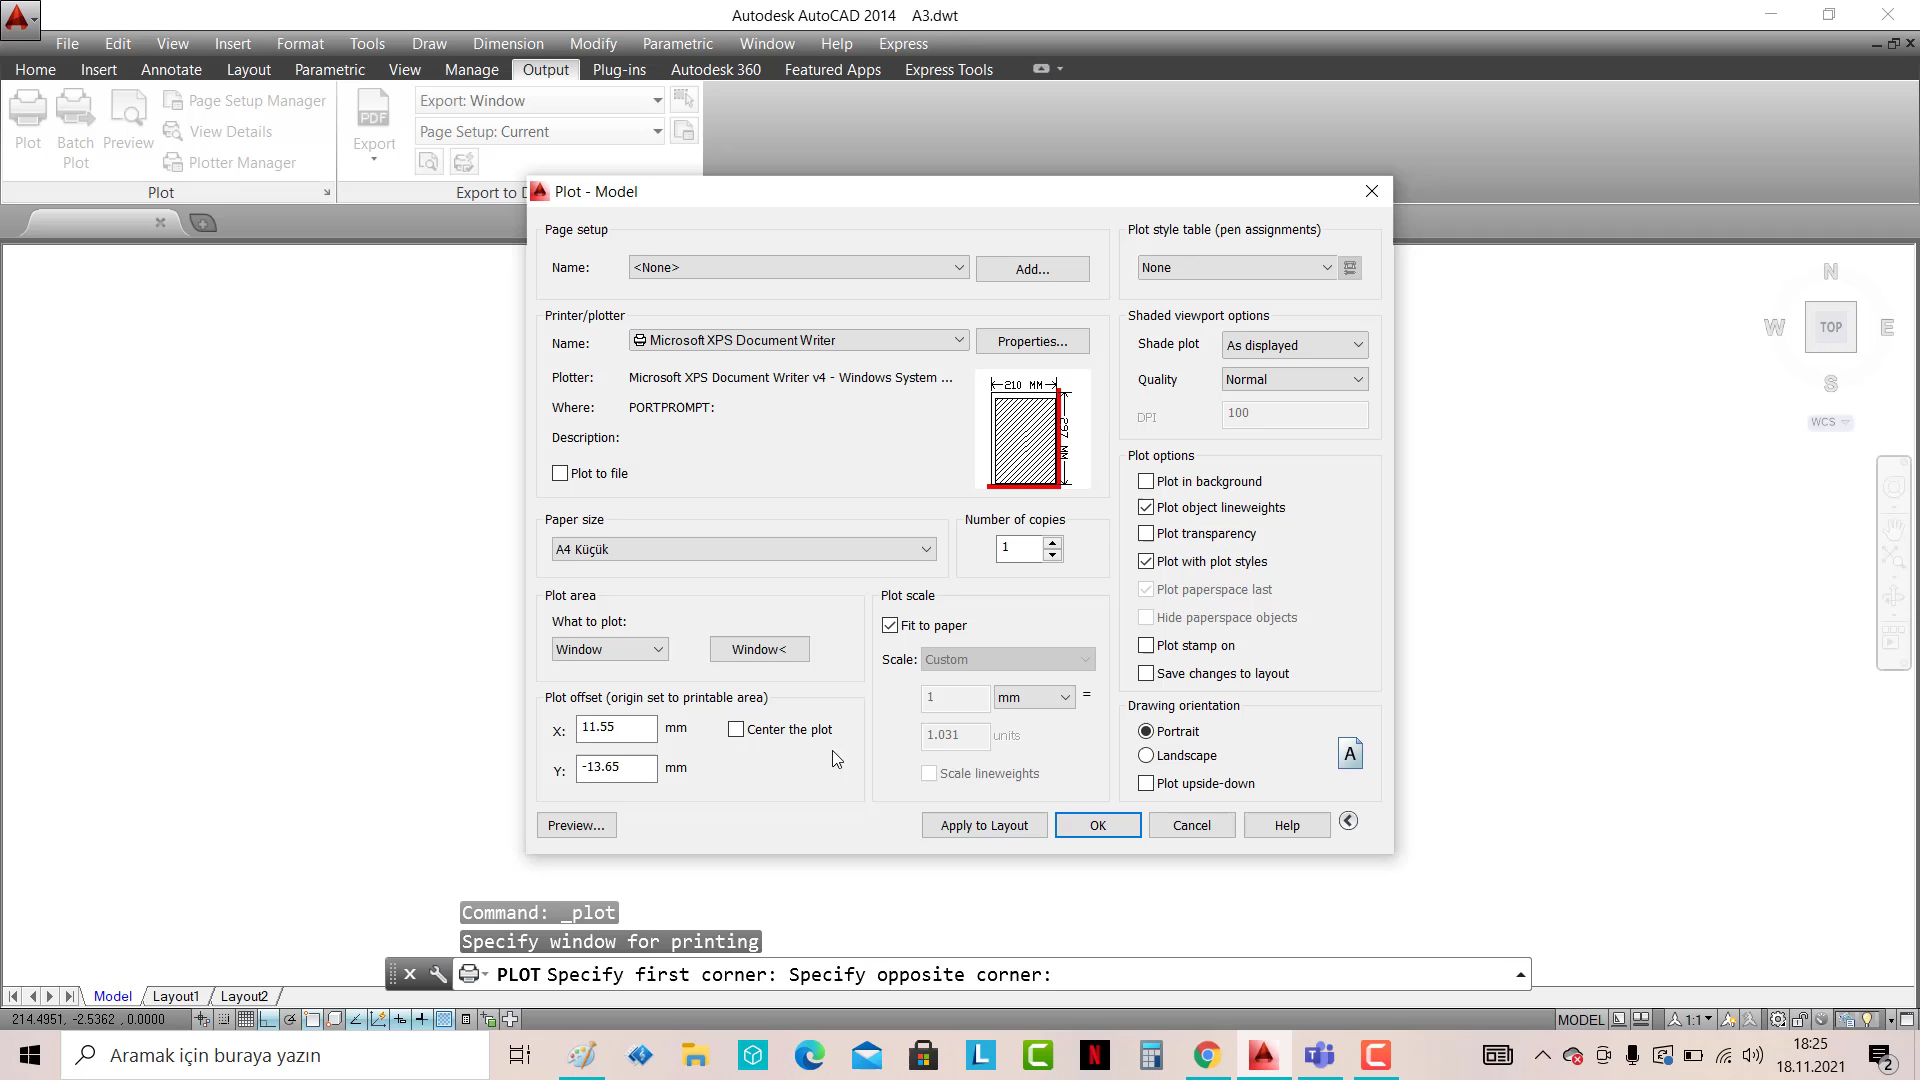 Autodesk AutoCAD 2014 A3.dwt
File Edit View Insert Format Tools Draw Dimension Modify Parametric Window Help Express
Home Insert Annotate Layout Parametric View Manage Output Plug-ins Autodesk 360 Featured Apps Express Tools
Plot
Batch Plot
Preview
Page Setup Manager
View Details
Plotter Manager
Plot
PDF
Export
Export: Window
Page Setup: Current
Export to D
Plot - Model
Page setup
Name: <None> Add...
Printer/plotter
Name: Microsoft XPS Document Writer Properties...
Plotter: Microsoft XPS Document Writer v4 - Windows System ...
Where: PORTPROMPT:
Description:
Plot to file
210 MM
297 MM
Paper size
A4 Küçük
Number of copies
1
Plot area
What to plot:
Window Window<
Plot offset (origin set to printable area)
X: 11.55 mm Center the plot
Y: -13.65 mm
Plot scale
Fit to paper
Scale: Custom
1 mm =
1.031 units
Scale lineweights
Plot style table (pen assignments)
None
Shaded viewport options
Shade plot As displayed
Quality Normal
DPI 100
Plot options
Plot in background
Plot object lineweights
Plot transparency
Plot with plot styles
Plot paperspace last
Hide paperspace objects
Plot stamp on
Save changes to layout
Drawing orientation
Portrait
Landscape
Plot upside-down
A
Preview... Apply to Layout OK Cancel Help
N
W TOP E
S
WCS
Command: _plot
Specify window for printing
PLOT Specify first corner: Specify opposite corner:
Model Layout1 Layout2
214.4951, -2.5362 , 0.0000
MODEL 1:1
Aramak için buraya yazın
L
C
N
C
18:25
18.11.2021
2